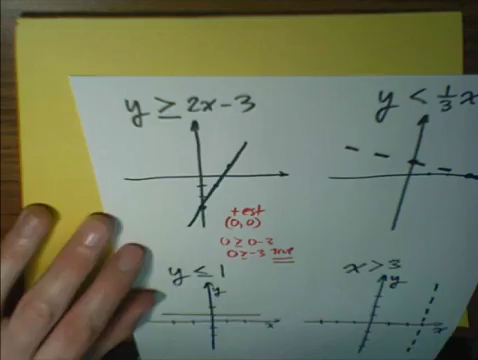 y ≥ 2x - 3
y < 1/3 x
test
(0, 0)
0 ≥ 0-3
0 ≥ -3 True
y ≤ 1
y
x
x > 3
y
x